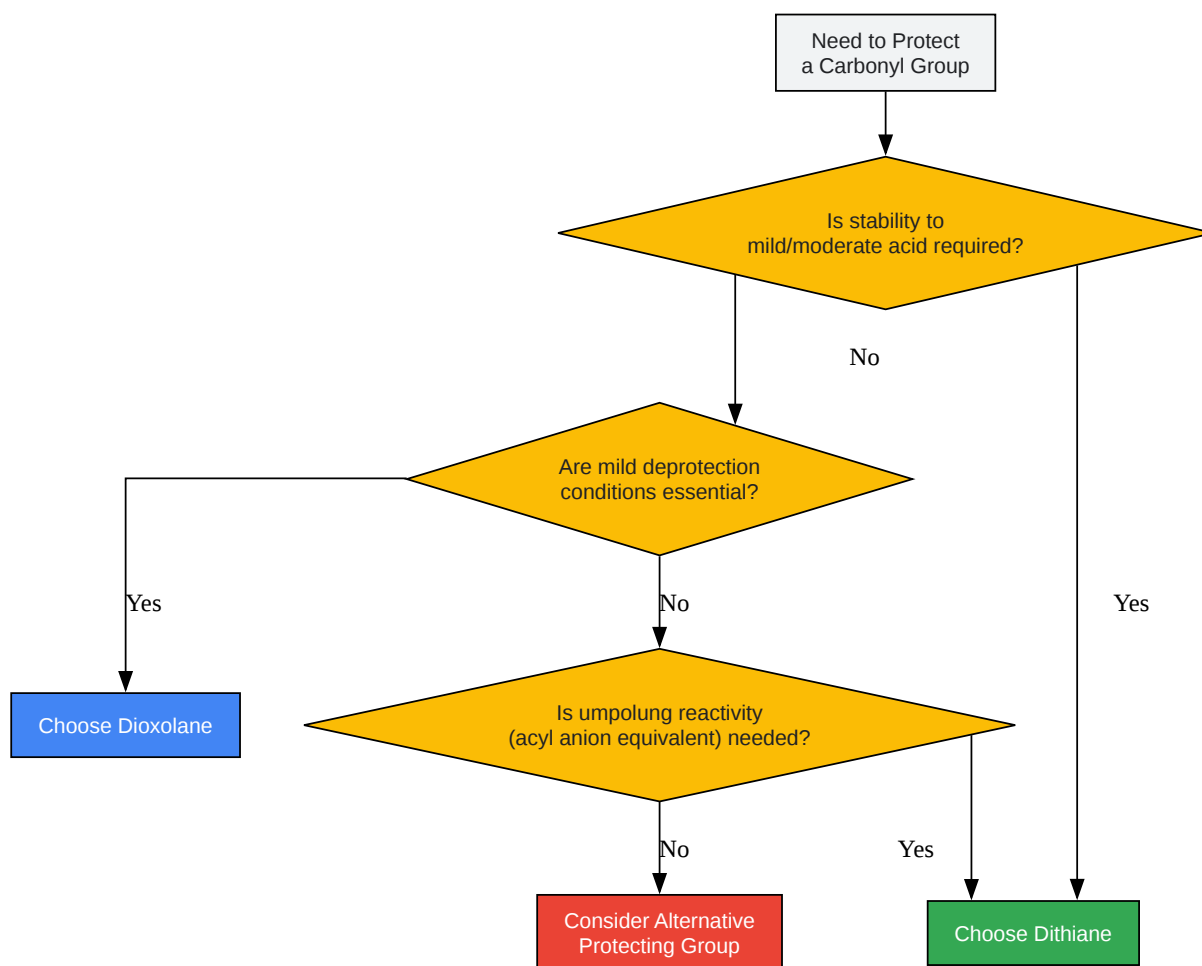 Need to Protect
a Carbonyl Group
Is stability to
mild/moderate acid required?
No
Are mild deprotection
conditions essential?
Yes
No
Yes
Is umpolung reactivity
(acyl anion equivalent) needed?
Choose Dioxolane
No
Yes
Consider Alternative
Protecting Group
Choose Dithiane